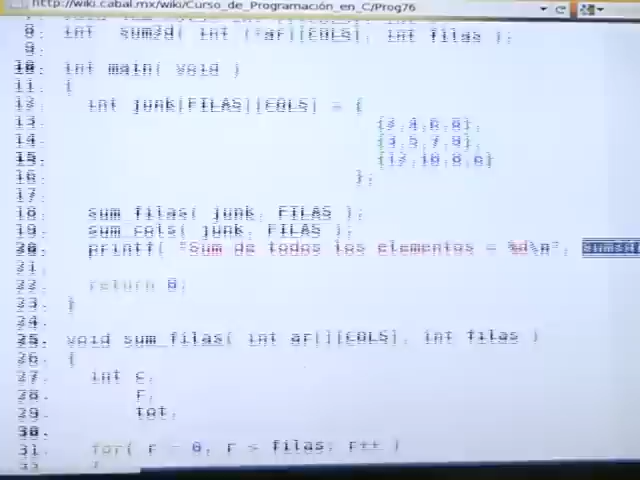 http://wiki.cabal.mx/wiki/Curso_de_Programación_en_C/Prog76
8. int sum2d( int (*ar)[COLS], int filas );
9.
10. int main( void )
11. {
12. int junk[FILAS][COLS] = {
13. {2,4,6,8},
14. {3,5,7,9},
15. {12,10,8,6}
16. };
17.
18. sum_filas( junk, FILAS );
19. sum_cols( junk, FILAS );
20. printf( "Sum de todos los elementos = %d\n",
21.
22. return 0;
23. }
24.
25. void sum_filas( int ar[][COLS], int filas )
26. {
27. int c,
28. r,
29. tot;
30.
31. for( r = 0; r < filas; r++ )